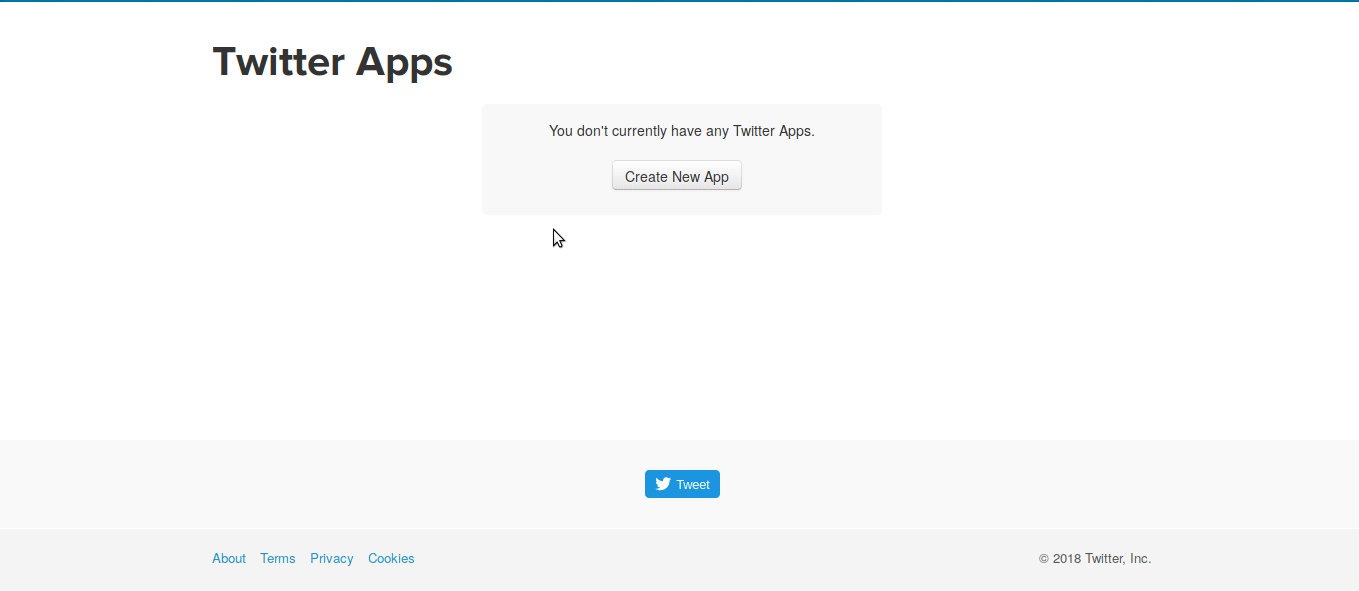 Twitter Apps
You don't currently have any Twitter Apps.
Create New App
Tweet
About Terms Privacy Cookies
© 2018 Twitter, Inc.